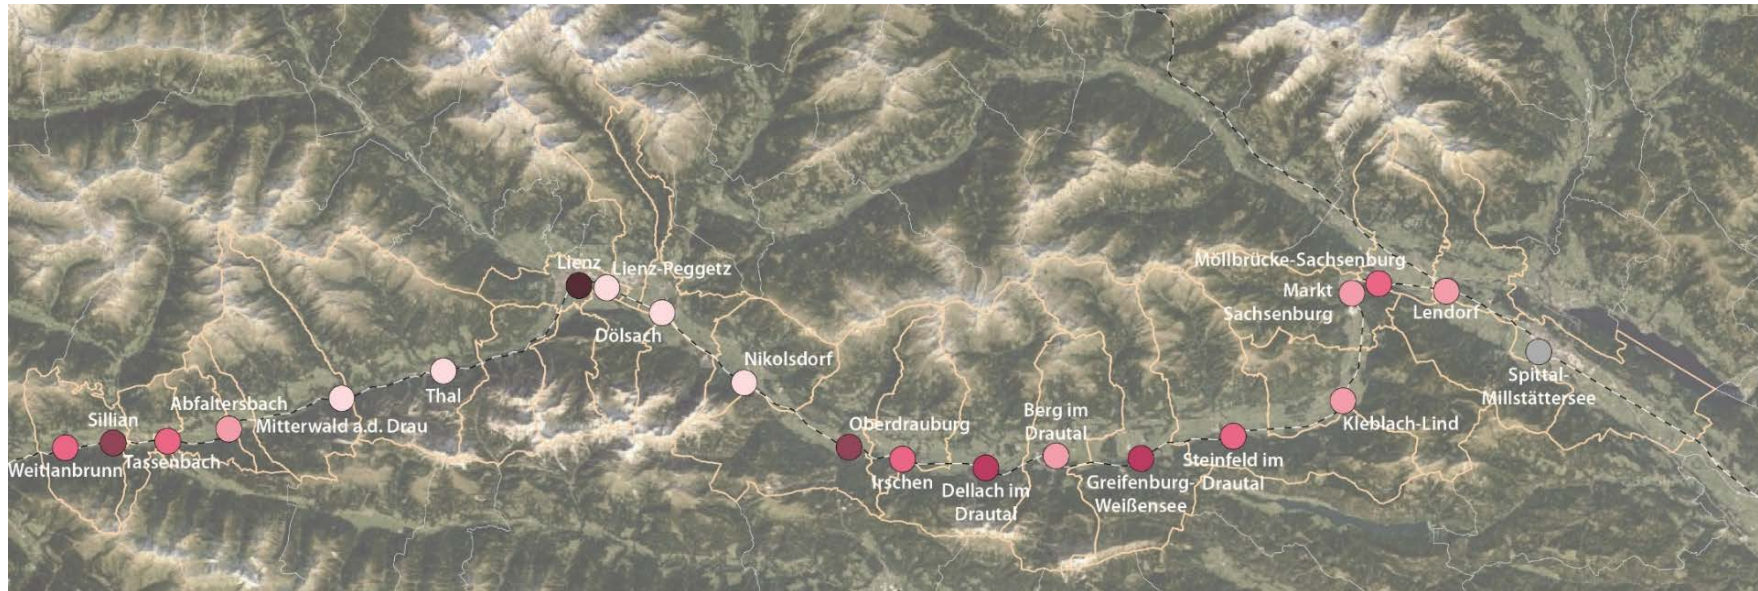 Weitlanbrunn
Sillian
Tassenbach
Abfaltersbach
Mitterwald a.d. Drau
Thal
Lienz
Lienz-Peggetz
Dölsach
Nikolsdorf
Oberdrauburg
Irschen
Dellach im
Drautal
Berg im
Drautal
Greifenburg-
Weißensee
Steinfeld im
Drautal
Kleblach-Lind
Markt
Sachsenburg
Möllbrücke-Sachsenburg
Lendorf
Spittal-
Millstättersee